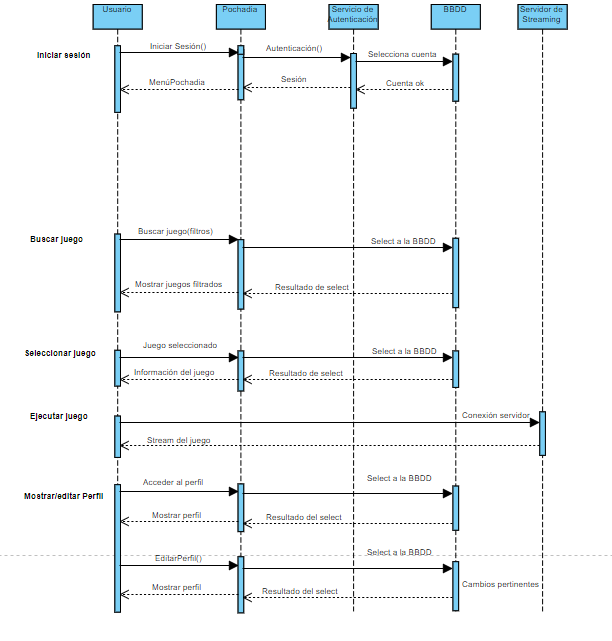 Usuario
Pochadia
Servicio de
Autenticación
BBDD
Servidor de
Streaming
Iniciar sesión
Iniciar Sesión()
Autenticación()
Selecciona cuenta
MenúPochadia
Sesión
Cuenta ok
Buscar juego
Buscar juego(filtros)
Select a la BBDD
Mostrar juegos filtrados
Resultado de select
Seleccionar juego
Juego seleccionado
Select a la BBDD
Información del juego
Resultado de select
Ejecutar juego
Conexión servidor
Stream del juego
Mostrar/editar Perfil
Acceder al perfil
Select a la BBDD
Mostrar perfil
Resultado del select
EditarPerfil()
Select a la BBDD
Mostrar perfil
Resultado del select
Cambios pertinentes